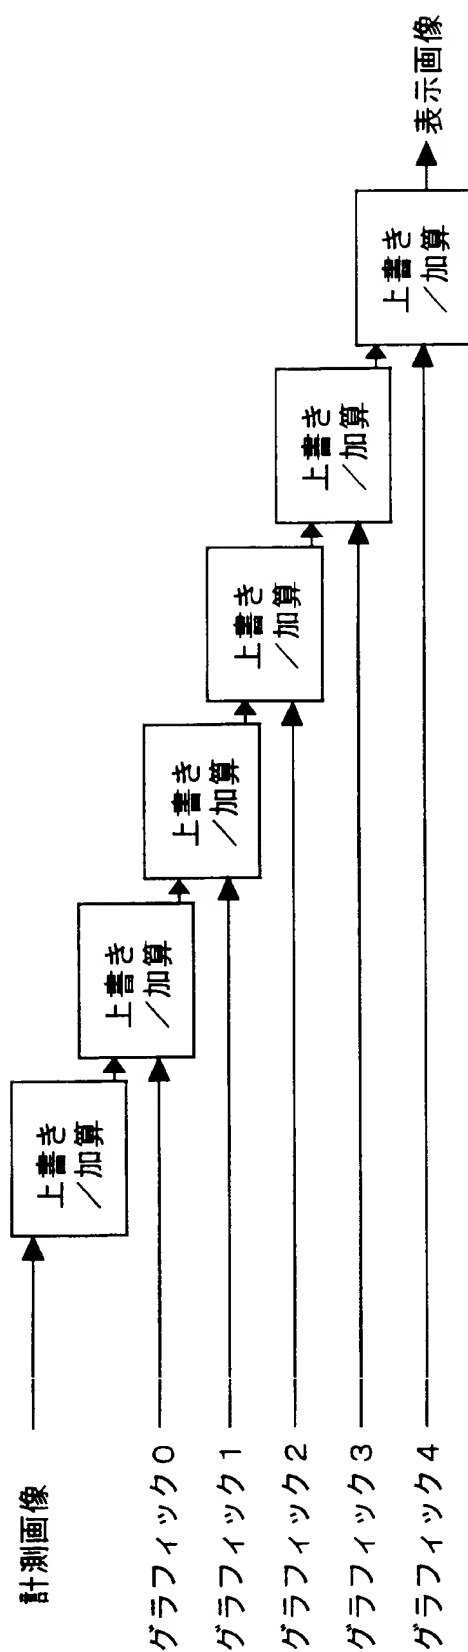 計測画像
上書き
／加算
グラフィック0
上書き
／加算
グラフィック1
上書き
／加算
グラフィック2
上書き
／加算
グラフィック3
上書き
／加算
グラフィック4
上書き
／加算
表示画像